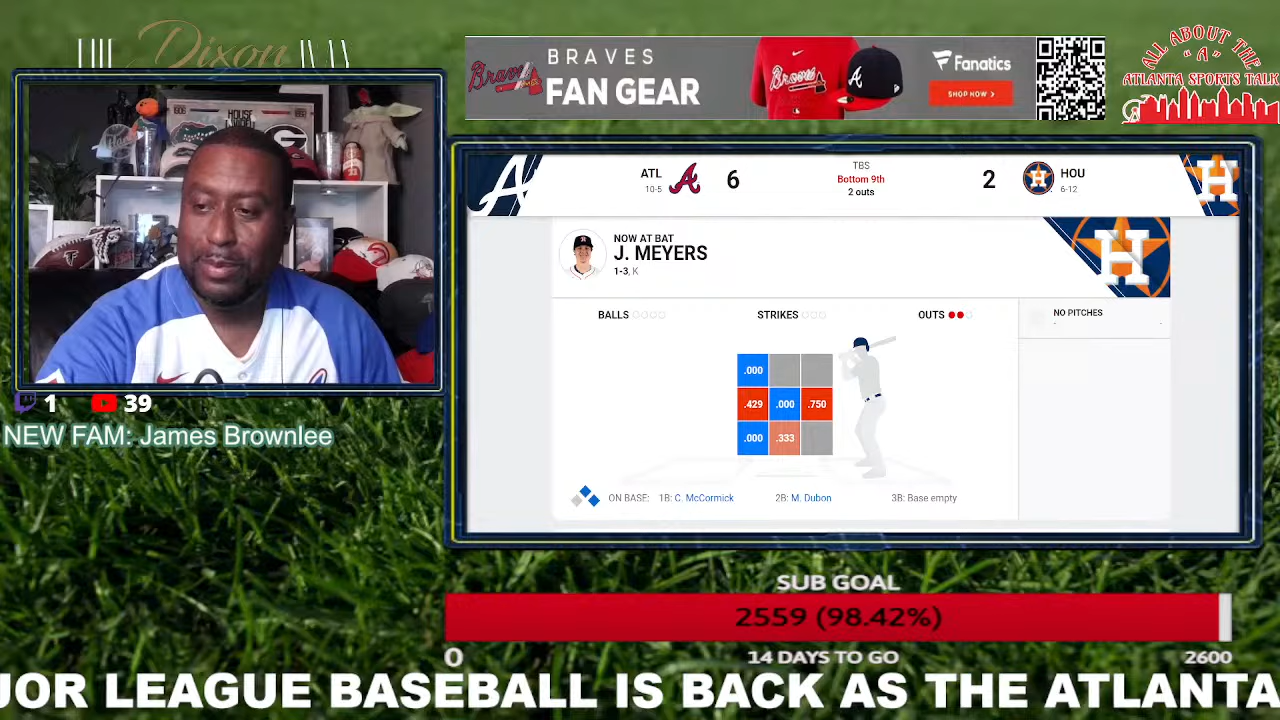 Dixon
BRAVES
FAN GEAR
Braves
Braves
Fanatics
SHOP NOW >
ALL ABOUT THE
"A"
ATLANTA SPORTS TALK
HOUSE
G
ATL
10-5
6
TBS
Bottom 9th
2 outs
2
HOU
6-12
NOW AT BAT
J. MEYERS
1-3, K
BALLS
STRIKES
OUTS
NO PITCHES
-
-
.000
.429
.000
.750
.000
.333
ON BASE: 1B: C. McCormick 2B: M. Dubon 3B: Base empty
1
39
NEW FAM: James Brownlee
SUB GOAL
2559 (98.42%)
0
14 DAYS TO GO
2600
JOR LEAGUE BASEBALL IS BACK AS THE ATLANTA